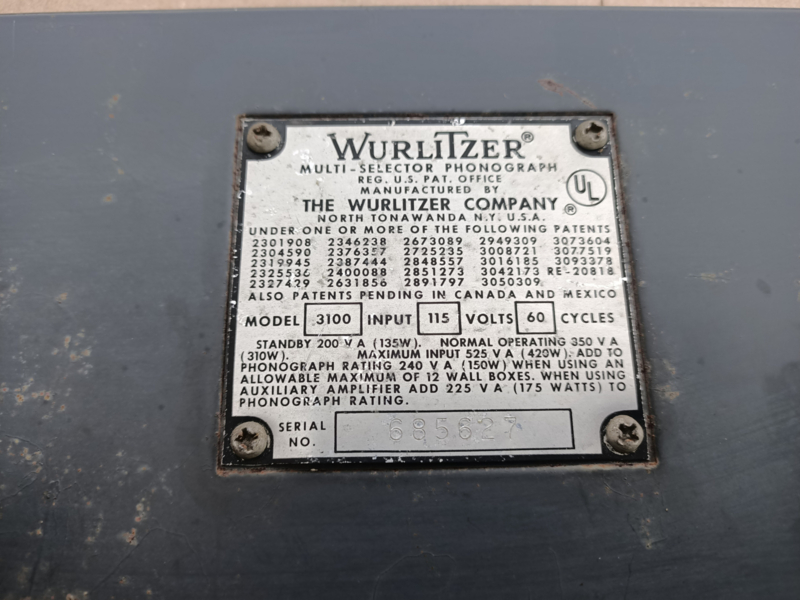 WURLITZER®
MULTI-SELECTOR PHONOGRAPH
REG. U.S. PAT. OFFICE
MANUFACTURED BY
THE WURLITZER COMPANY ®
UL
NORTH TONAWANDA N.Y. U.S.A.
UNDER ONE OR MORE OF THE FOLLOWING PATENTS
2301908 2346238 2673089 2949309 3073604
2304590 2376357 2725235 3008721 3077519
2319945 2387444 2848557 3016185 3093378
2325536 2400088 2851273 3042173 RE-20818
2327429 2631856 2891797 3050309
ALSO PATENTS PENDING IN CANADA AND MEXICO
MODEL 3100 INPUT 115 VOLTS 60 CYCLES
STANDBY 200 V A (135W). NORMAL OPERATING 350 V A
(310W). MAXIMUM INPUT 525 V A (420W). ADD TO
PHONOGRAPH RATING 240 V A (150W) WHEN USING AN
ALLOWABLE MAXIMUM OF 12 WALL BOXES. WHEN USING
AUXILIARY AMPLIFIER ADD 225 V A (175 WATTS) TO
PHONOGRAPH RATING.
SERIAL NO. 685627